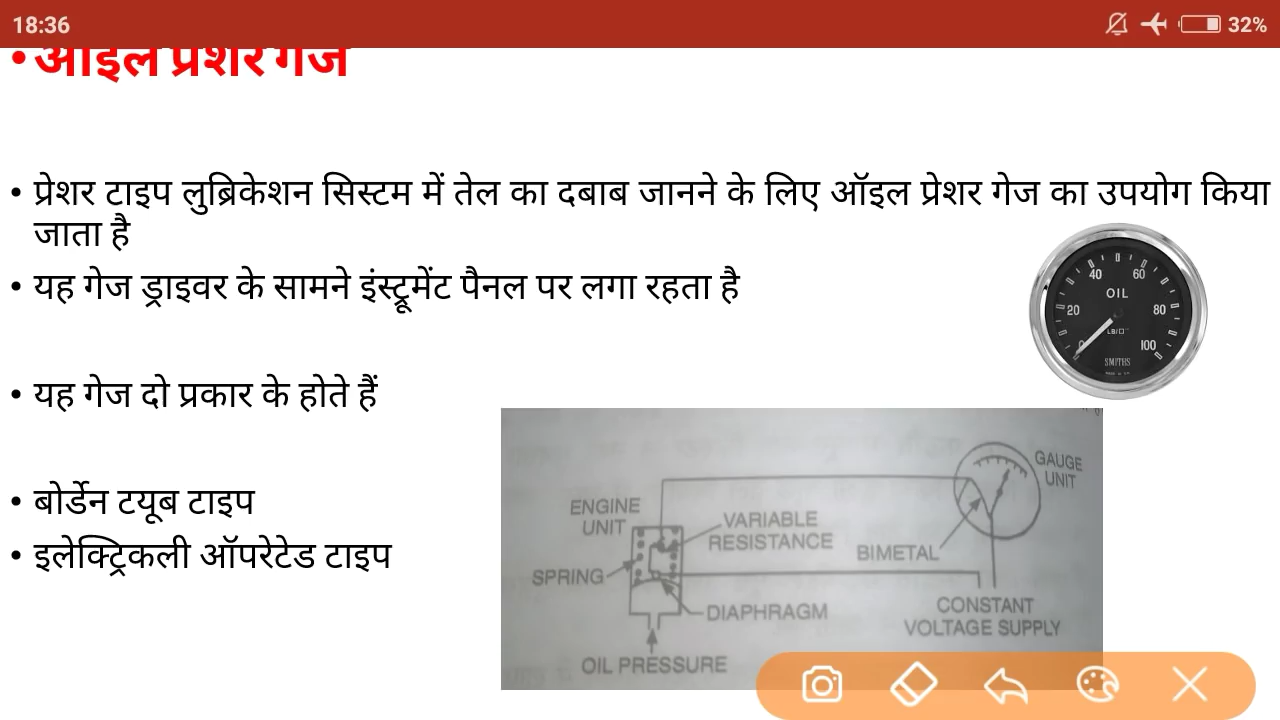 18:36
32%
• ऑइल प्रेशर गेज
• प्रेशर टाइप लुब्रिकेशन सिस्टम में तेल का दबाब जानने के लिए ऑइल प्रेशर गेज का उपयोग किया
जाता है
• यह गेज ड्राइवर के सामने इंस्ट्रूमेंट पैनल पर लगा रहता है
40 60
OIL
20 80
LB/□"
0 100
SMITHS
• यह गेज दो प्रकार के होते हैं
• बोर्डेन टयूब टाइप
• इलेक्ट्रिकली ऑपरेटेड टाइप
GAUGE
UNIT
ENGINE
UNIT
VARIABLE
RESISTANCE
BIMETAL
SPRING
DIAPHRAGM
CONSTANT
VOLTAGE SUPPLY
OIL PRESSURE